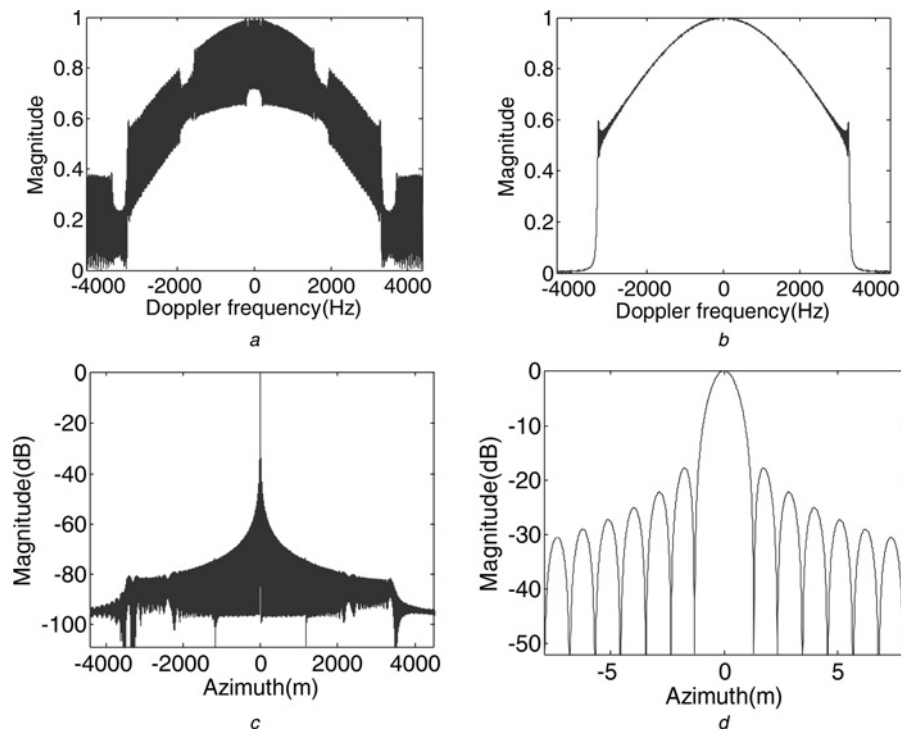 1
0.8
0.6
0.4
0.2
0
Magnitude
-4000 -2000 0 2000 4000
Doppler frequency(Hz)
a
1
0.8
0.6
0.4
0.2
0
Magnitude
-4000 -2000 0 2000 4000
Doppler frequency(Hz)
b
0
-20
-40
-60
-80
-100
Magnitude(dB)
-4000 -2000 0 2000 4000
Azimuth(m)
c
0
-10
-20
-30
-40
-50
Magnitude(dB)
-5 0 5
Azimuth(m)
d